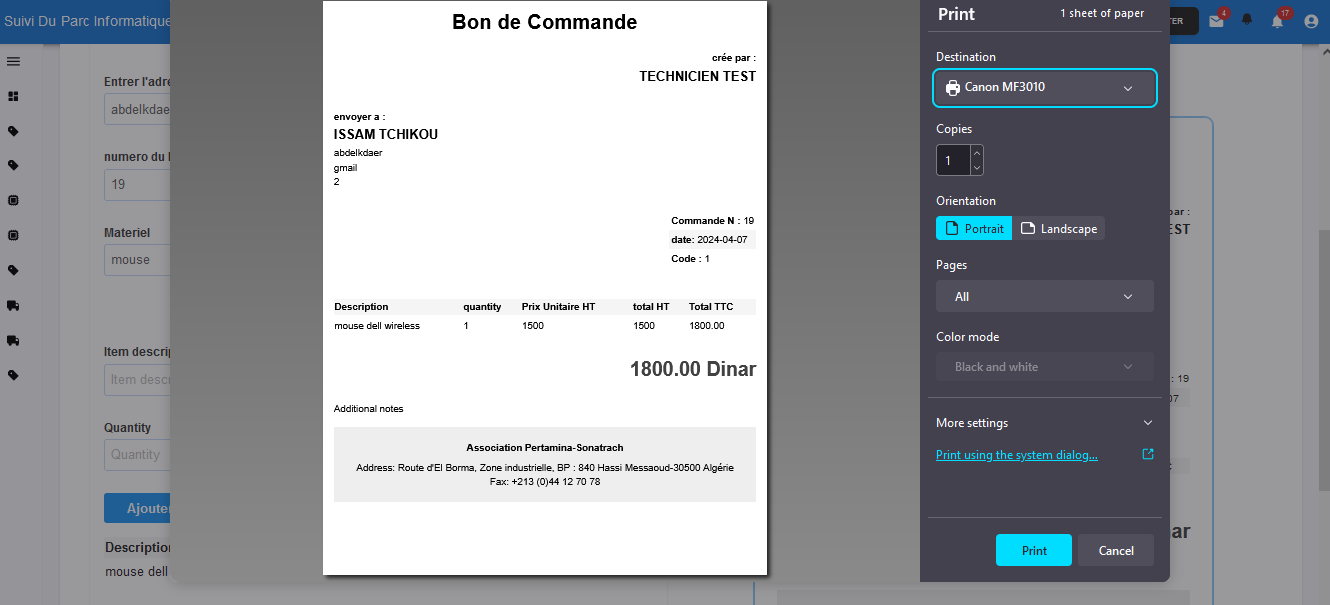 Suivi Du Parc Informatique
4
17
Entrer l'adre
abdelkdae
numero du
19
Materiel
mouse
Item descrip
Item desc
Quantity
Quantity
Ajouter
Description
mouse dell
Bon de Commande
crée par :
TECHNICIEN TEST
envoyer a :
ISSAM TCHIKOU
abdelkdaer
gmail
2
Commande N : 19
date: 2024-04-07
Code : 1
Description quantity Prix Unitaire HT total HT Total TTC
mouse dell wireless 1 1500 1500 1800.00
1800.00 Dinar
Additional notes
Association Pertamina-Sonatrach
Address: Route d'El Borma, Zone industrielle, BP : 840 Hassi Messaoud-30500 Algérie
Fax: +213 (0)44 12 70 78
Print 1 sheet of paper
Destination
Canon MF3010
Copies
1
Orientation
Portrait Landscape
Pages
All
Color mode
Black and white
More settings
Print using the system dialog...
Print Cancel
TER
par :
EST
: 19
07
ar